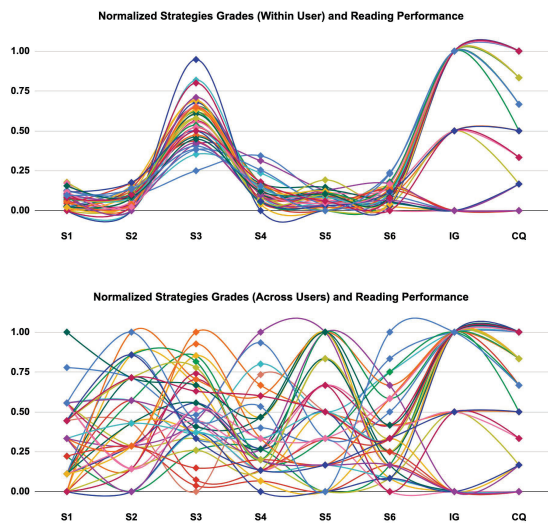 Normalized Strategies Grades (Within User) and Reading Performance
1.00
0.75
0.50
0.25
0.00
S1 S2 S3 S4 S5 S6 IG CQ
Normalized Strategies Grades (Across Users) and Reading Performance
1.00
0.75
0.50
0.25
0.00
S1 S2 S3 S4 S5 S6 IG CQ